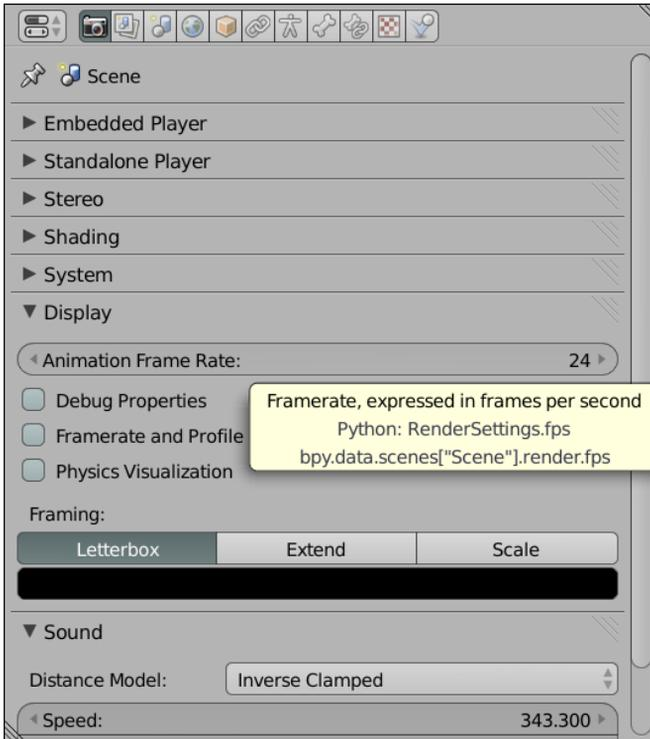 Scene
Embedded Player
Standalone Player
Stereo
Shading
System
Display
Animation Frame Rate: 24
Debug Properties
Framerate and Profile
Physics Visualization
Framerate, expressed in frames per second
Python: RenderSettings.fps
bpy.data.scenes["Scene"].render.fps
Framing:
Letterbox Extend Scale
Sound
Distance Model: Inverse Clamped
Speed: 343.300